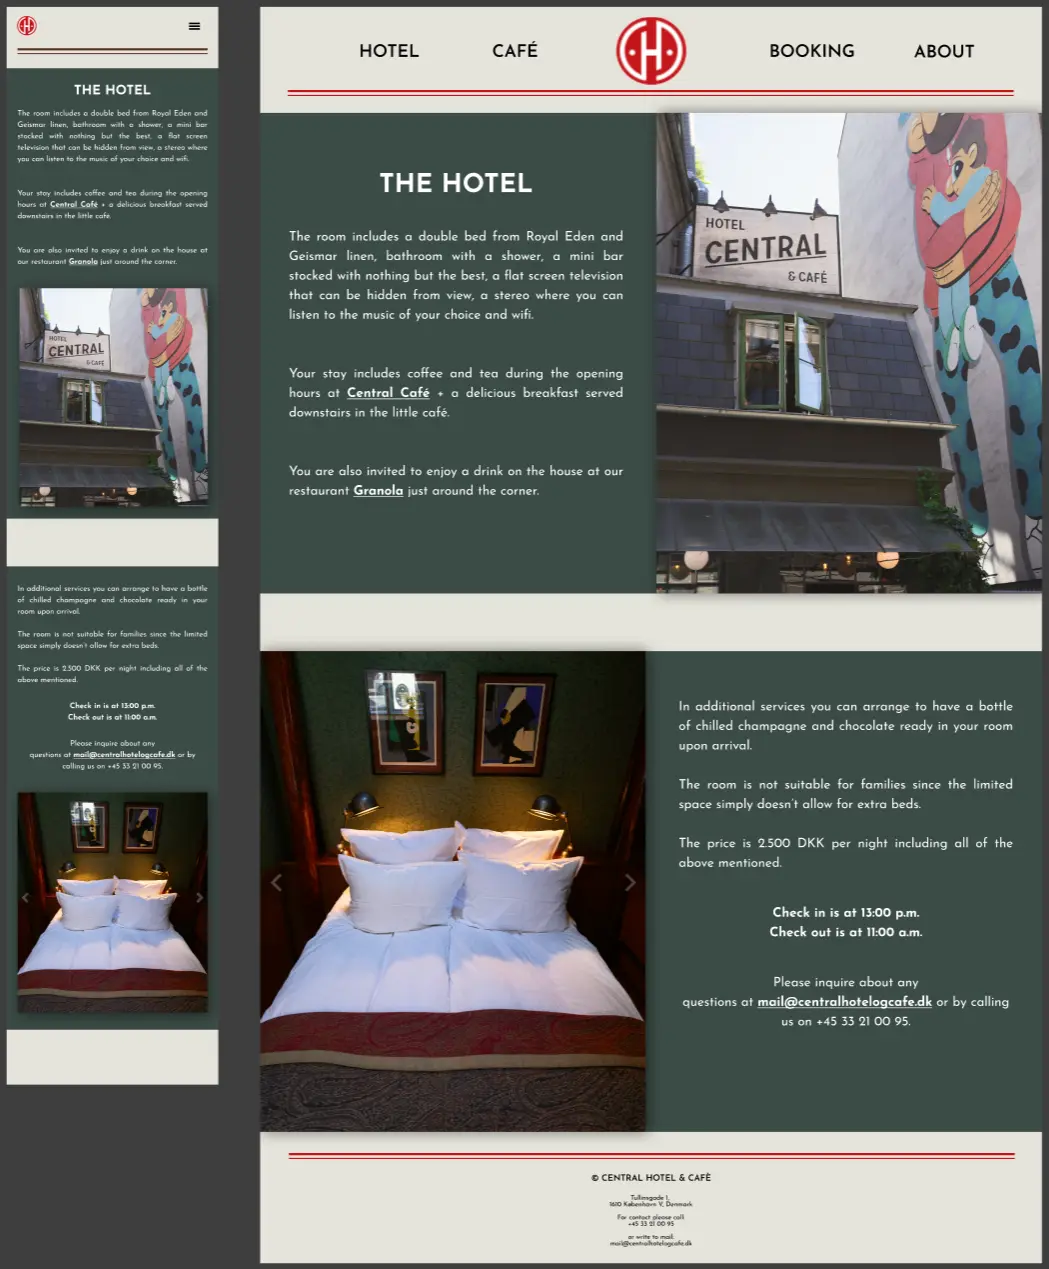 THE HOTEL
The room includes a double bed from Royal Eden and
Geismar linen, bathroom with a shower, a mini bar
stocked with nothing but the best, a flat screen
television that can be hidden from view, a stereo where
you can listen to the music of your choice and wifi.
Your stay includes coffee and tea during the opening
hours at Central Café + a delicious breakfast served
downstairs in the little café.
You are also invited to enjoy a drink on the house at
our restaurant Granola just around the corner.
HOTEL
CENTRAL
& CAFÉ
In additional services you can arrange to have a bottle
of chilled champagne and chocolate ready in your
room upon arrival.
The room is not suitable for families since the limited
space simply doesn't allow for extra beds.
The price is 2.500 DKK per night including all of the
above mentioned.
Check in is at 13:00 p.m.
Check out is at 11:00 a.m.
Please inquire about any
questions at mail@centralhotelogcafe.dk or by
calling us on +45 33 21 00 95.
HOTEL
CAFÉ
H
BOOKING
ABOUT
THE HOTEL
The room includes a double bed from Royal Eden and
Geismar linen, bathroom with a shower, a mini bar
stocked with nothing but the best, a flat screen television
that can be hidden from view, a stereo where you can
listen to the music of your choice and wifi.
Your stay includes coffee and tea during the opening
hours at Central Café + a delicious breakfast served
downstairs in the little café.
You are also invited to enjoy a drink on the house at our
restaurant Granola just around the corner.
HOTEL
CENTRAL
& CAFÉ
In additional services you can arrange to have a bottle
of chilled champagne and chocolate ready in your room
upon arrival.
The room is not suitable for families since the limited
space simply doesn't allow for extra beds.
The price is 2.500 DKK per night including all of the
above mentioned.
Check in is at 13:00 p.m.
Check out is at 11:00 a.m.
Please inquire about any
questions at mail@centralhotelogcafe.dk or by calling
us on +45 33 21 00 95.
© CENTRAL HOTEL & CAFÈ
Tullinsgade 1,
1610 København V, Denmark
For contact please call
+45 33 21 00 95
or write to mail:
mail@centralhotelogcafe.dk